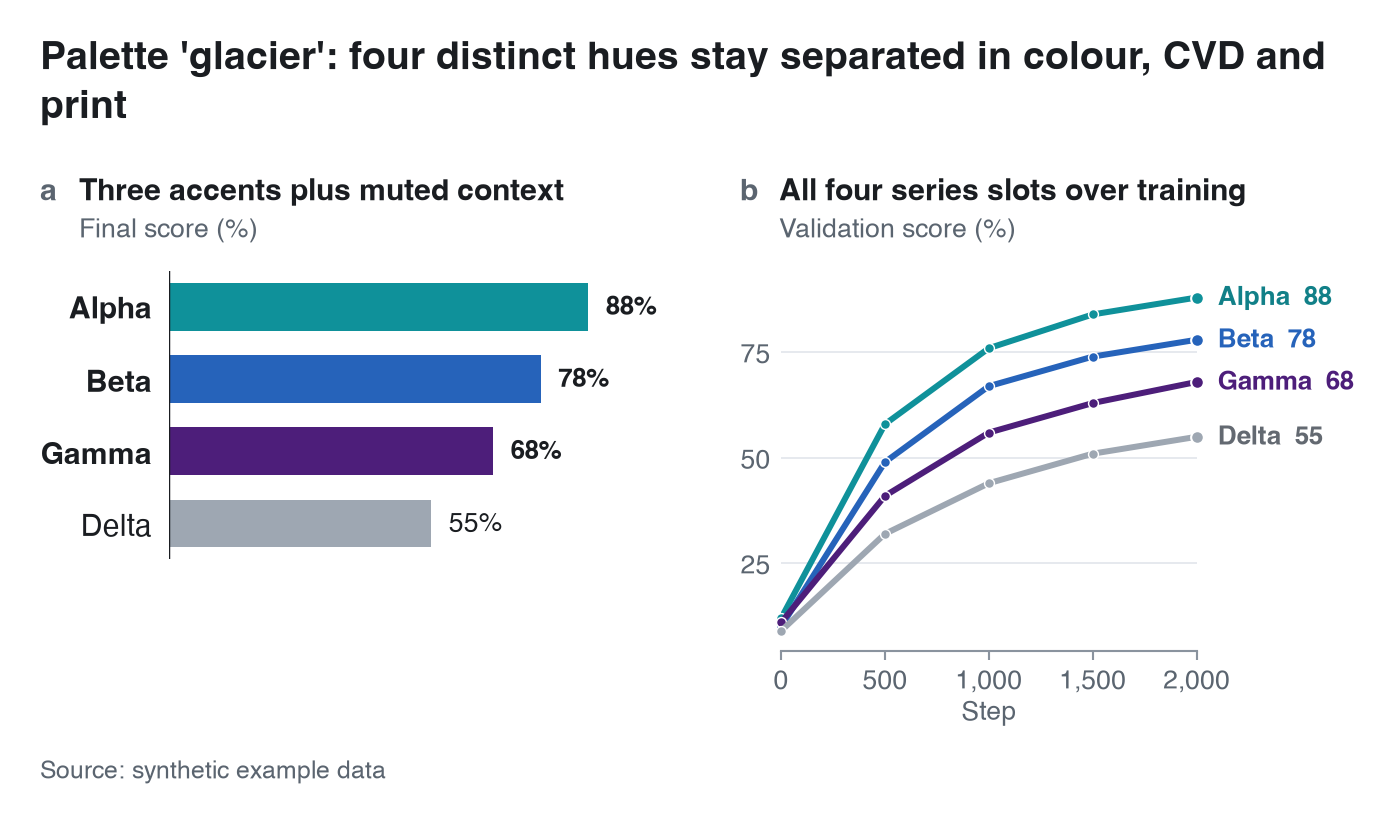 Palette 'glacier': four distinct hues stay separated in colour, CVD and
print
a Three accents plus muted context
Final score (%)
Alpha 88%
Beta 78%
Gamma 68%
Delta 55%
b All four series slots over training
Validation score (%)
75
50
25
Alpha 88
Beta 78
Gamma 68
Delta 55
0 500 1,000 1,500 2,000
Step
Source: synthetic example data